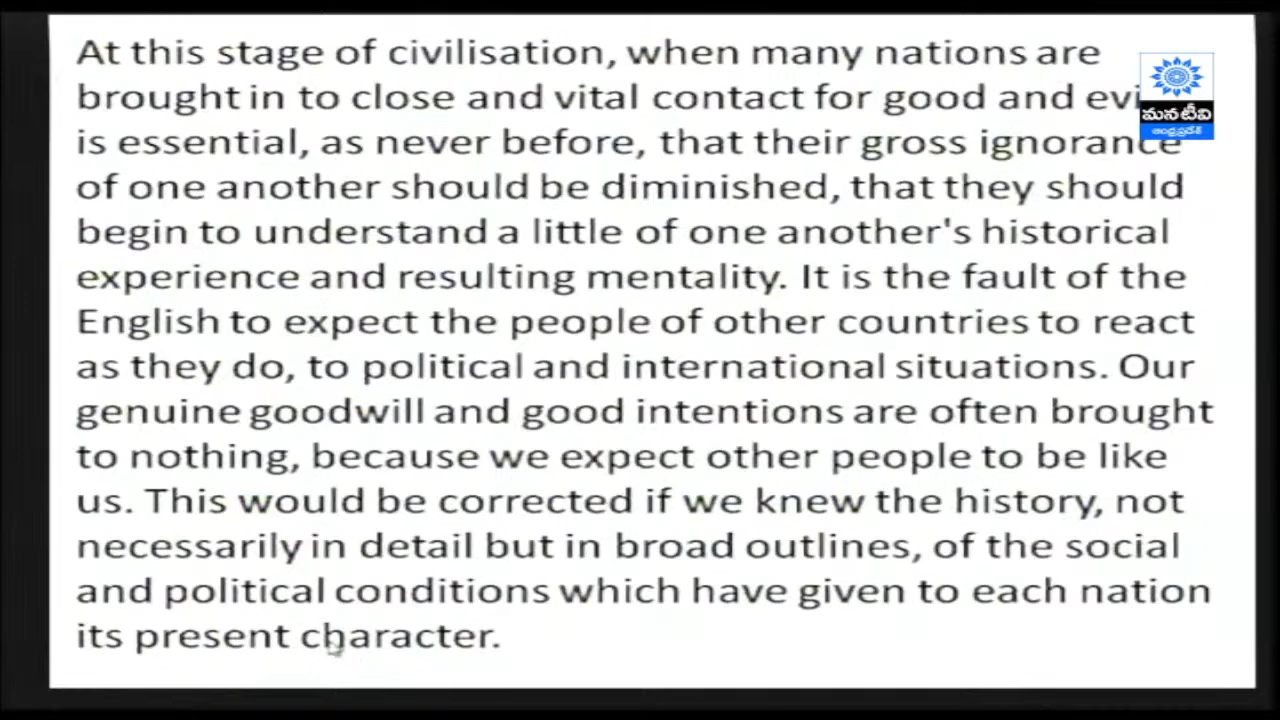 At this stage of civilisation, when many nations are
brought in to close and vital contact for good and
is essential, as never before, that their gross ignorance
of one another should be diminished, that they should
begin to understand a little of one another's historical
experience and resulting mentality. It is the fault of the
English to expect the people of other countries to react
as they do, to political and international situations. Our
genuine goodwill and good intentions are often brought
to nothing, because we expect other people to be like
us. This would be corrected if we knew the history, not
necessarily in detail but in broad outlines, of the social
and political conditions which have given to each nation
its present character.
మనటీవి
ఆంధ్రప్రదేశ్